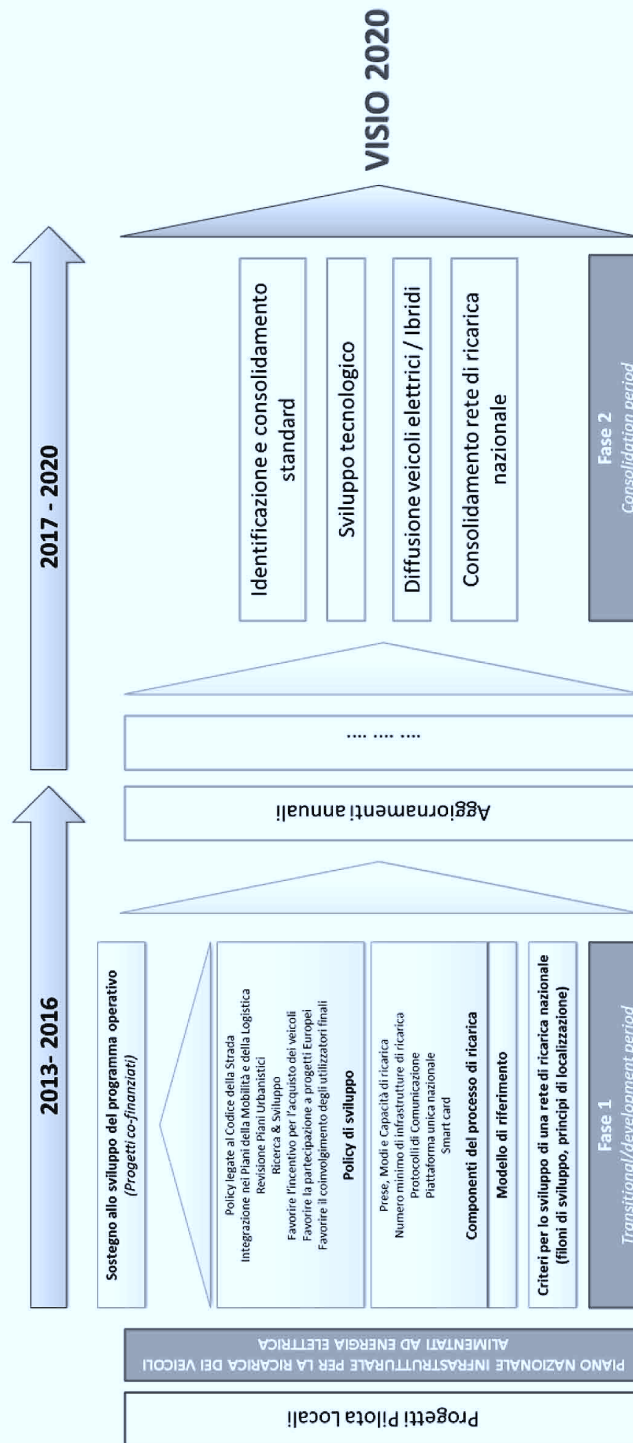 2013- 2016
2017 - 2020
Progetti Pilota Locali
PIANO NAZIONALE INFRASTRUTTURALE PER LA RICARICA DEI VEICOLI
ALIMENTATI AD ENERGIA ELETTRICA
Sostegno allo sviluppo del programma operativo
(Progetti co-finanziati)
Policy legate al Codice della Strada
Integrazione nei Piani della Mobilità e della Logistica
Revisione Piani Urbanistici
Ricerca & Sviluppo
Favorire l'incentivo per l'acquisto dei veicoli
Favorire la partecipazione a progetti Europei
Favorire il coinvolgimento degli utilizzatori finali
Policy di sviluppo
Prese, Modi e Capacità di ricarica
Numero minimo di infrastrutture di ricarica
Protocolli di Comunicazione
Piattaforma unica nazionale
Smart card
Componenti del processo di ricarica
Modello di riferimento
Criteri per lo sviluppo di una rete di ricarica nazionale
(filoni di sviluppo, principi di localizzazione)
Fase 1
Transitional/development period
Aggiornamenti annuali
.... .... ....
Identificazione e consolidamento
standard
Sviluppo tecnologico
Diffusione veicoli elettrici / Ibridi
Consolidamento rete di ricarica
nazionale
Fase 2
Consolidation period
VISIO 2020